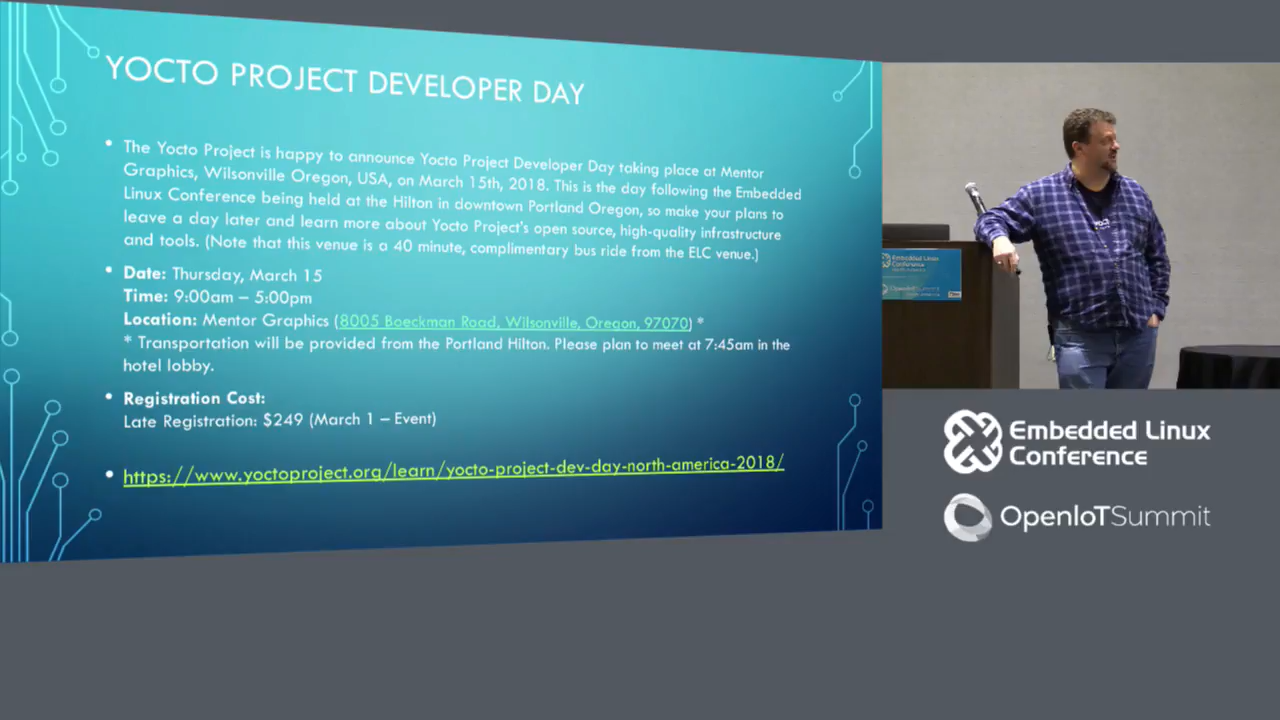 YOCTO PROJECT DEVELOPER DAY
• The Yocto Project is happy to announce Yocto Project Developer Day taking place at Mentor
Graphics, Wilsonville Oregon, USA, on March 15th, 2018. This is the day following the Embedded
Linux Conference being held at the Hilton in downtown Portland Oregon, so make your plans to
leave a day later and learn more about Yocto Project's open source, high-quality infrastructure
and tools. (Note that this venue is a 40 minute, complimentary bus ride from the ELC venue.)
• Date: Thursday, March 15
Time: 9:00am – 5:00pm
Location: Mentor Graphics (8005 Boeckman Road, Wilsonville, Oregon, 97070) *
* Transportation will be provided from the Portland Hilton. Please plan to meet at 7:45am in the
hotel lobby.
• Registration Cost:
Late Registration: $249 (March 1 – Event)
• https://www.yoctoproject.org/learn/yocto-project-dev-day-north-america-2018/
Embedded Linux
Conference
Embedded Linux
Conference
OpenIoTSummit